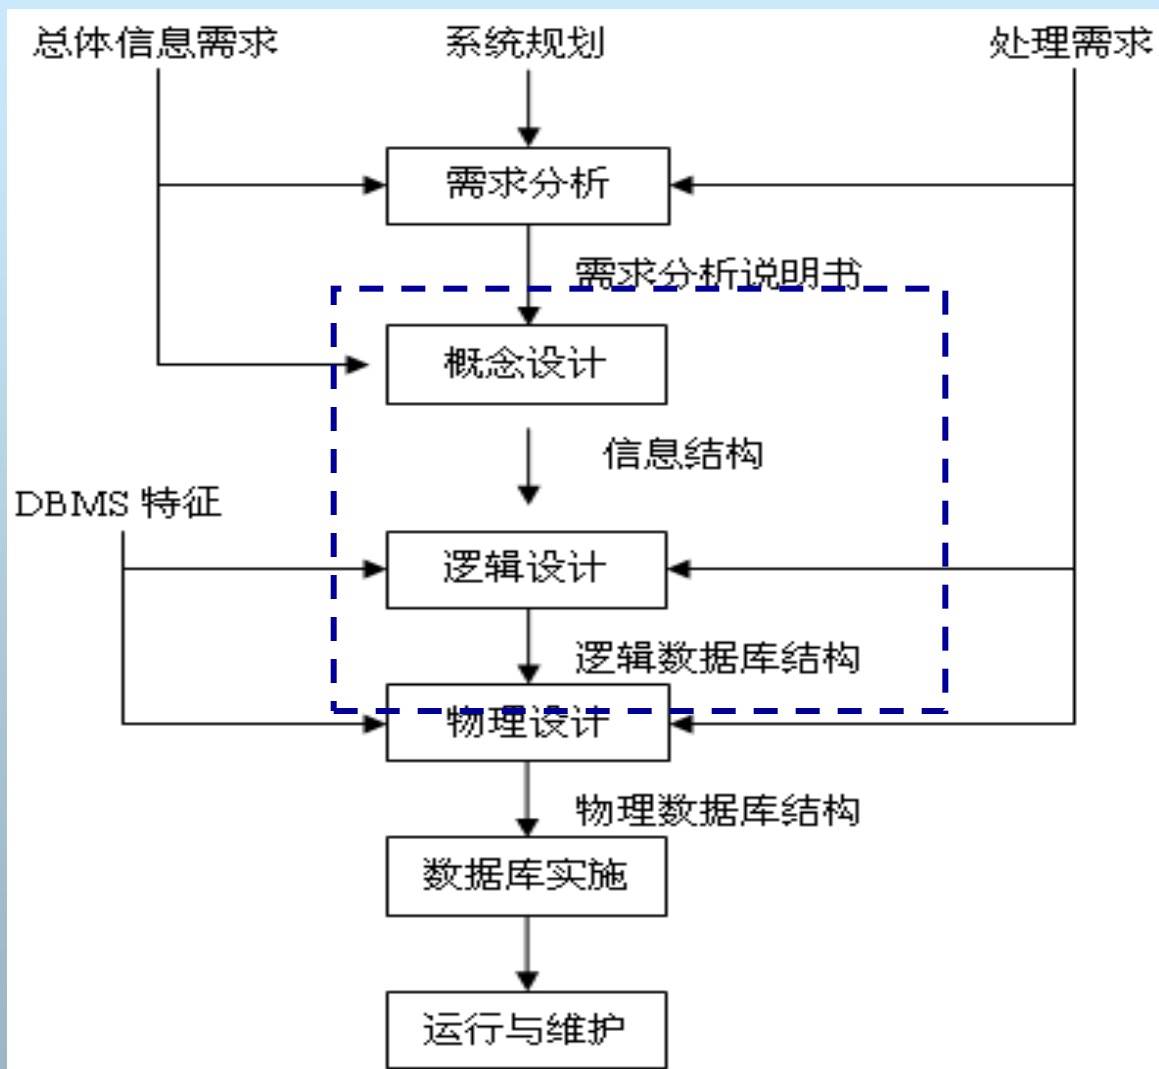 总体信息需求
系统规划
处理需求
需求分析
需求分析说明书
概念设计
信息结构
DBMS 特征
逻辑设计
逻辑数据库结构
物理设计
物理数据库结构
数据库实施
运行与维护